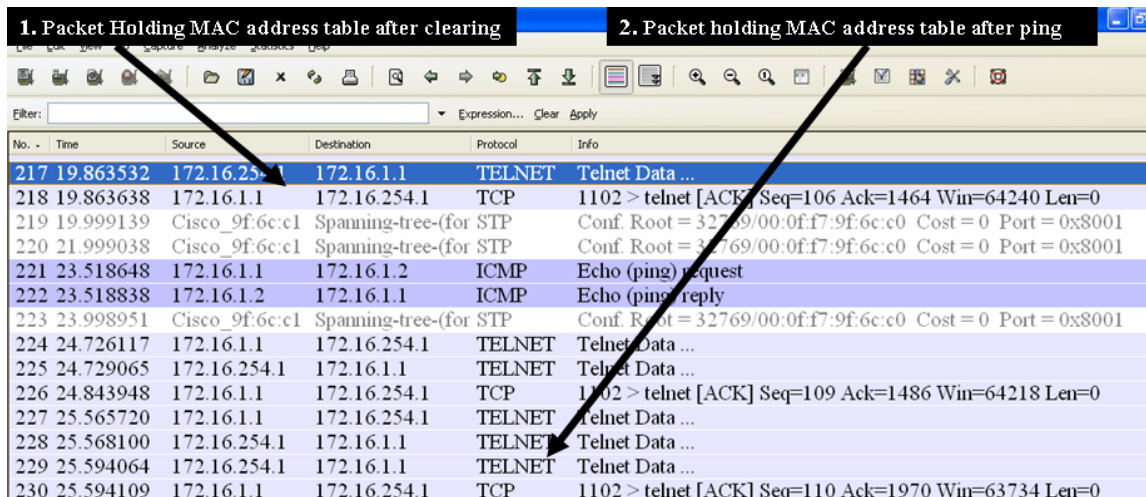 1. Packet Holding MAC address table after clearing
2. Packet holding MAC address table after ping
File Edit View Go Capture Analyze Statistics Help
Filter: Expression... Clear Apply
No. - Time Source Destination Protocol Info
217 19.863532 172.16.254.1 172.16.1.1 TELNET Telnet Data ...
218 19.863638 172.16.1.1 172.16.254.1 TCP 1102 > telnet [ACK] Seq=106 Ack=1464 Win=64240 Len=0
219 19.999139 Cisco_9f:6c:c1 Spanning-tree-(for STP Conf. Root = 32769/00:0f:f7:9f:6c:c0 Cost = 0 Port = 0x8001
220 21.999038 Cisco_9f:6c:c1 Spanning-tree-(for STP Conf. Root = 32769/00:0f:f7:9f:6c:c0 Cost = 0 Port = 0x8001
221 23.518648 172.16.1.1 172.16.1.2 ICMP Echo (ping) request
222 23.518838 172.16.1.2 172.16.1.1 ICMP Echo (ping) reply
223 23.998951 Cisco_9f:6c:c1 Spanning-tree-(for STP Conf. Root = 32769/00:0f:f7:9f:6c:c0 Cost = 0 Port = 0x8001
224 24.726117 172.16.1.1 172.16.254.1 TELNET Telnet Data ...
225 24.729065 172.16.254.1 172.16.1.1 TELNET Telnet Data ...
226 24.843948 172.16.1.1 172.16.254.1 TCP 1102 > telnet [ACK] Seq=109 Ack=1486 Win=64218 Len=0
227 25.565720 172.16.1.1 172.16.254.1 TELNET Telnet Data ...
228 25.568100 172.16.254.1 172.16.1.1 TELNET Telnet Data ...
229 25.594064 172.16.254.1 172.16.1.1 TELNET Telnet Data ...
230 25.594109 172.16.1.1 172.16.254.1 TCP 1102 > telnet [ACK] Seq=110 Ack=1970 Win=63734 Len=0